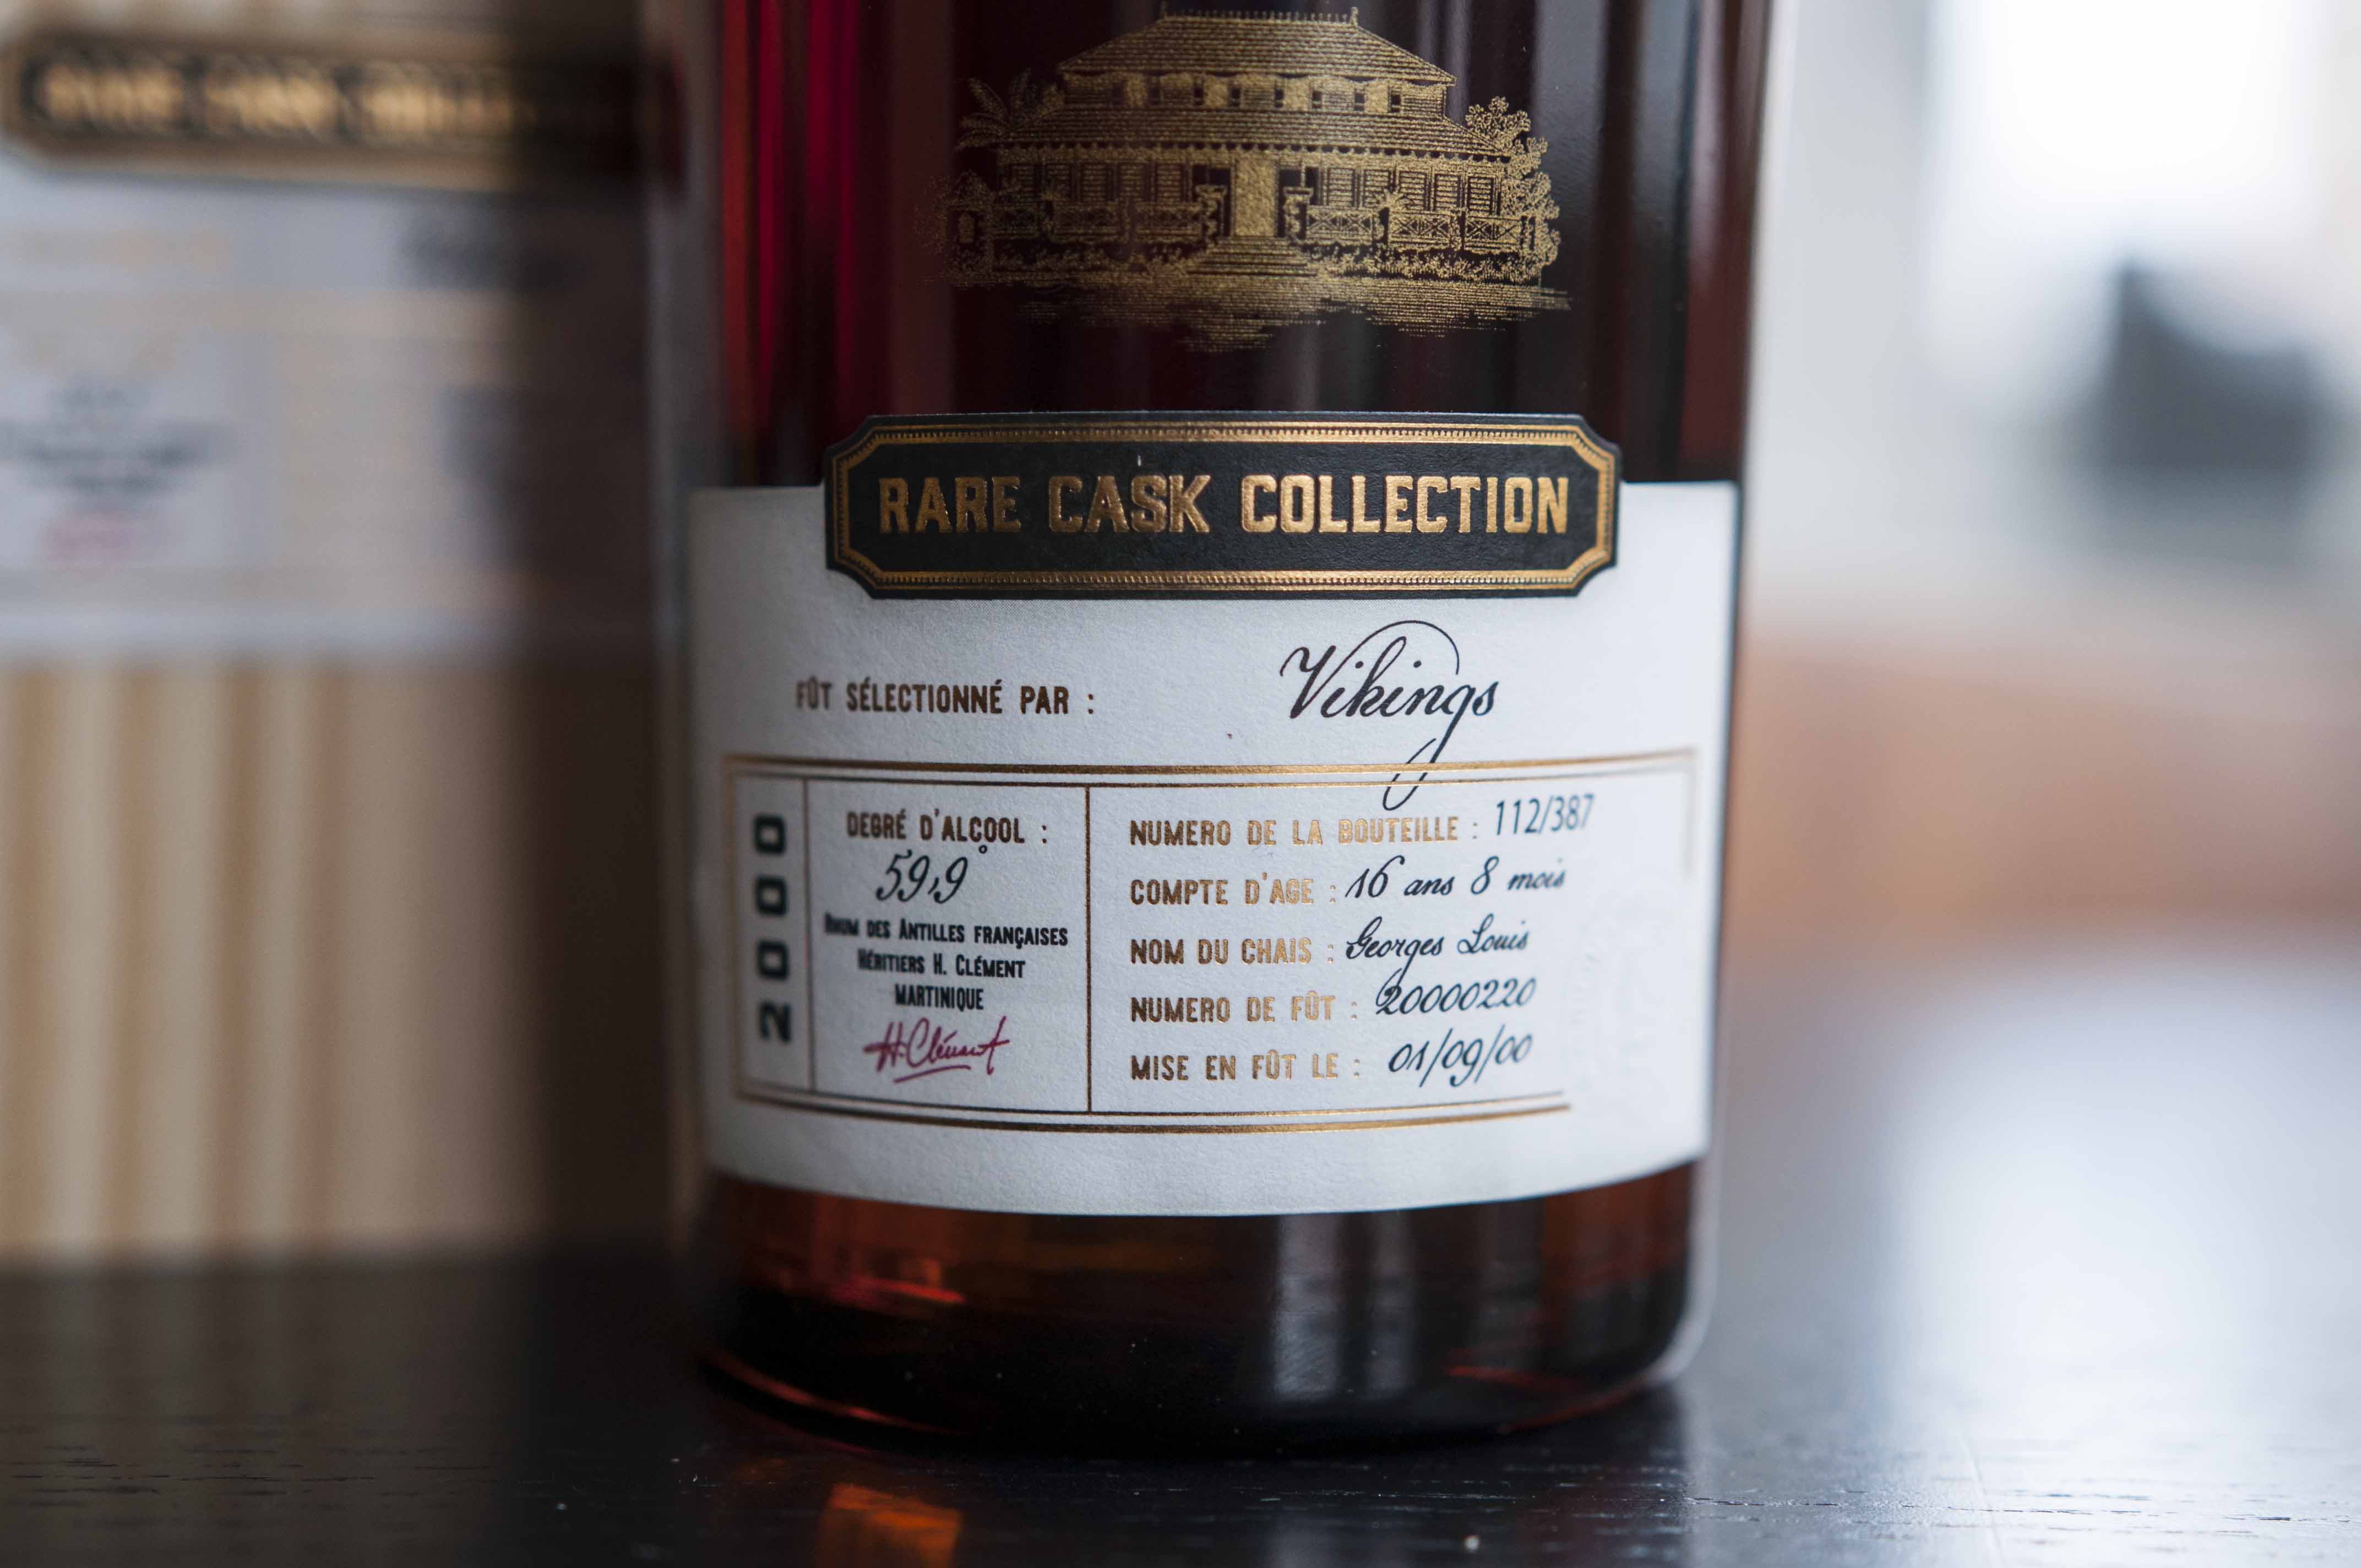 RARE CASK COLLECTION
FÛT SÉLECTIONNÉ PAR : Vikings
2000
DEGRÉ D'ALCOOL :
59,9°
RHUM DES ANTILLES FRANÇAISES
HÉRITIERS H. CLÉMENT
MARTINIQUE
H.Clément
NUMERO DE LA BOUTEILLE : 112/387
COMPTE D'AGE : 16 ans 8 mois
NOM DU CHAIS : Georges Louis
NUMERO DE FÛT : 20000220
MISE EN FÛT LE : 01/09/00